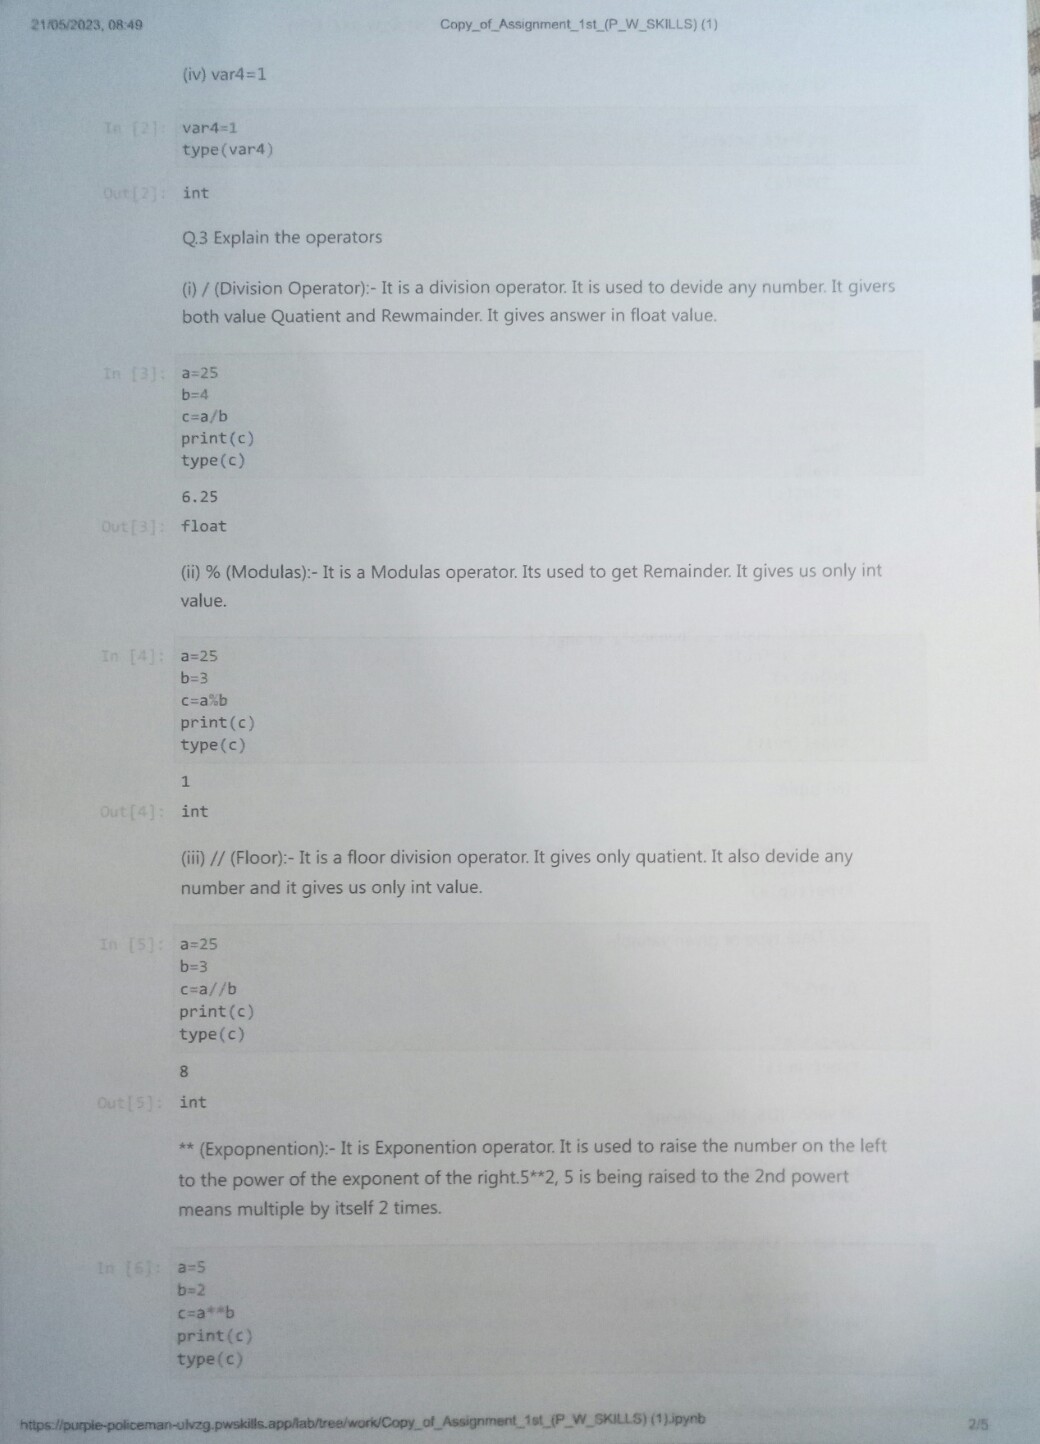 21/05/2023, 08:49 Copy_of_Assignment_1st_(P_W_SKILLS) (1)
(iv) var4=1
In [2]: var4=1
type(var4)
Out[2]: int
Q.3 Explain the operators
(i) / (Division Operator):- It is a division operator. It is used to devide any number. It givers
both value Quatient and Rewmainder. It gives answer in float value.
In [3]: a=25
b=4
c=a/b
print(c)
type(c)
6.25
Out[3]: float
(ii) % (Modulas):- It is a Modulas operator. Its used to get Remainder. It gives us only int
value.
In [4]: a=25
b=3
c=a%b
print(c)
type(c)
1
Out[4]: int
(iii) // (Floor):- It is a floor division operator. It gives only quatient. It also devide any
number and it gives us only int value.
In [5]: a=25
b=3
c=a//b
print(c)
type(c)
8
Out[5]: int
** (Expopnention):- It is Exponention operator. It is used to raise the number on the left
to the power of the exponent of the right.5**2, 5 is being raised to the 2nd powert
means multiple by itself 2 times.
In [6]: a=5
b=2
c=a**b
print(c)
type(c)
https://purple-policeman-ulvzg.pwskills.app/lab/tree/work/Copy_of_Assignment_1st_(P_W_SKILLS) (1).ipynb 2/5